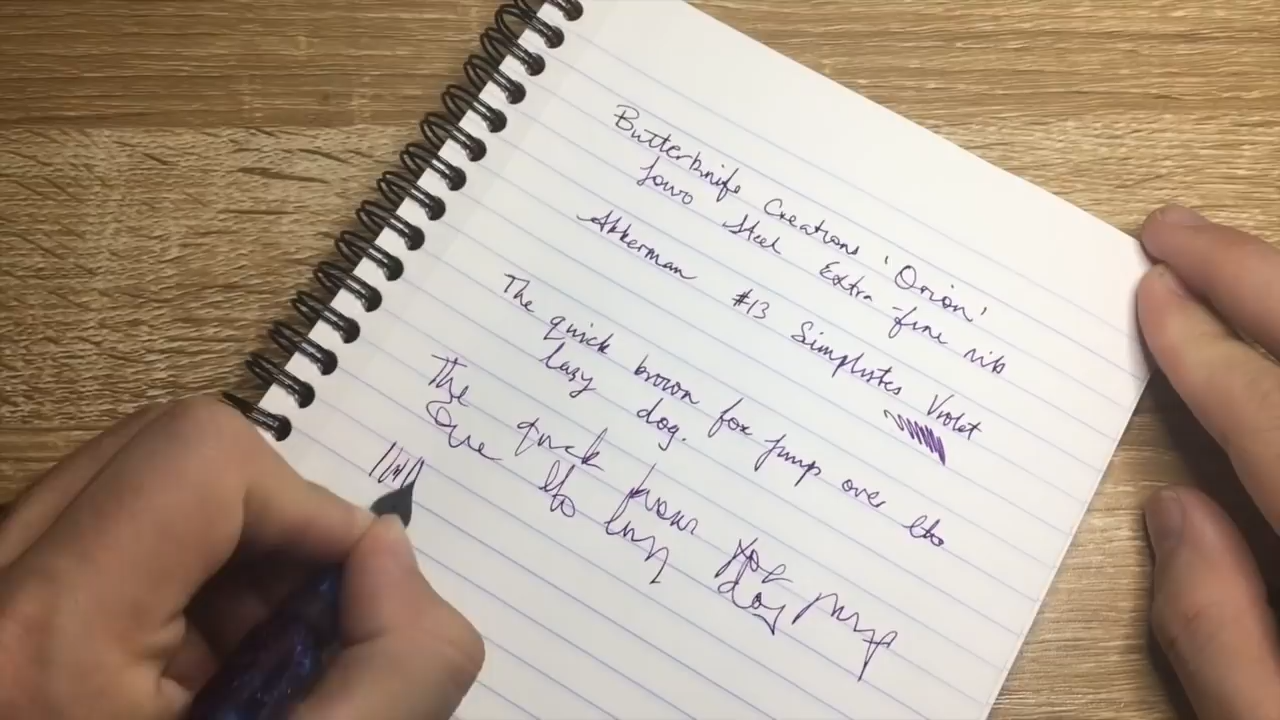 Butterknife Creations 'Orion'
Jowo Steel Extra-fine nib
Akkerman #13 Simplistes Violet
The quick brown fox jump over the
lazy dog.
The quick brown fox jump
over the lazy dog